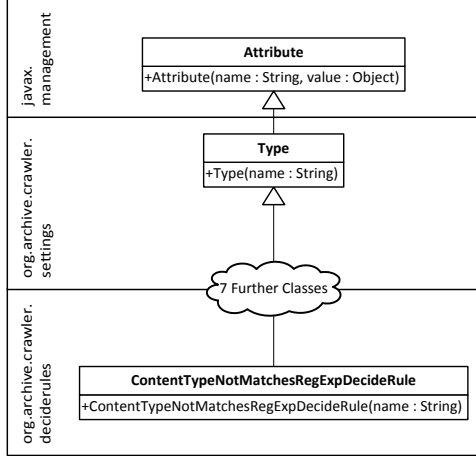 javax.
management
Attribute
+Attribute(name : String, value : Object)
org.archive.crawler.
settings
Type
+Type(name : String)
7 Further Classes
org.archive.crawler.
deciderules
ContentTypeNotMatchesRegExpDecideRule
+ContentTypeNotMatchesRegExpDecideRule(name : String)